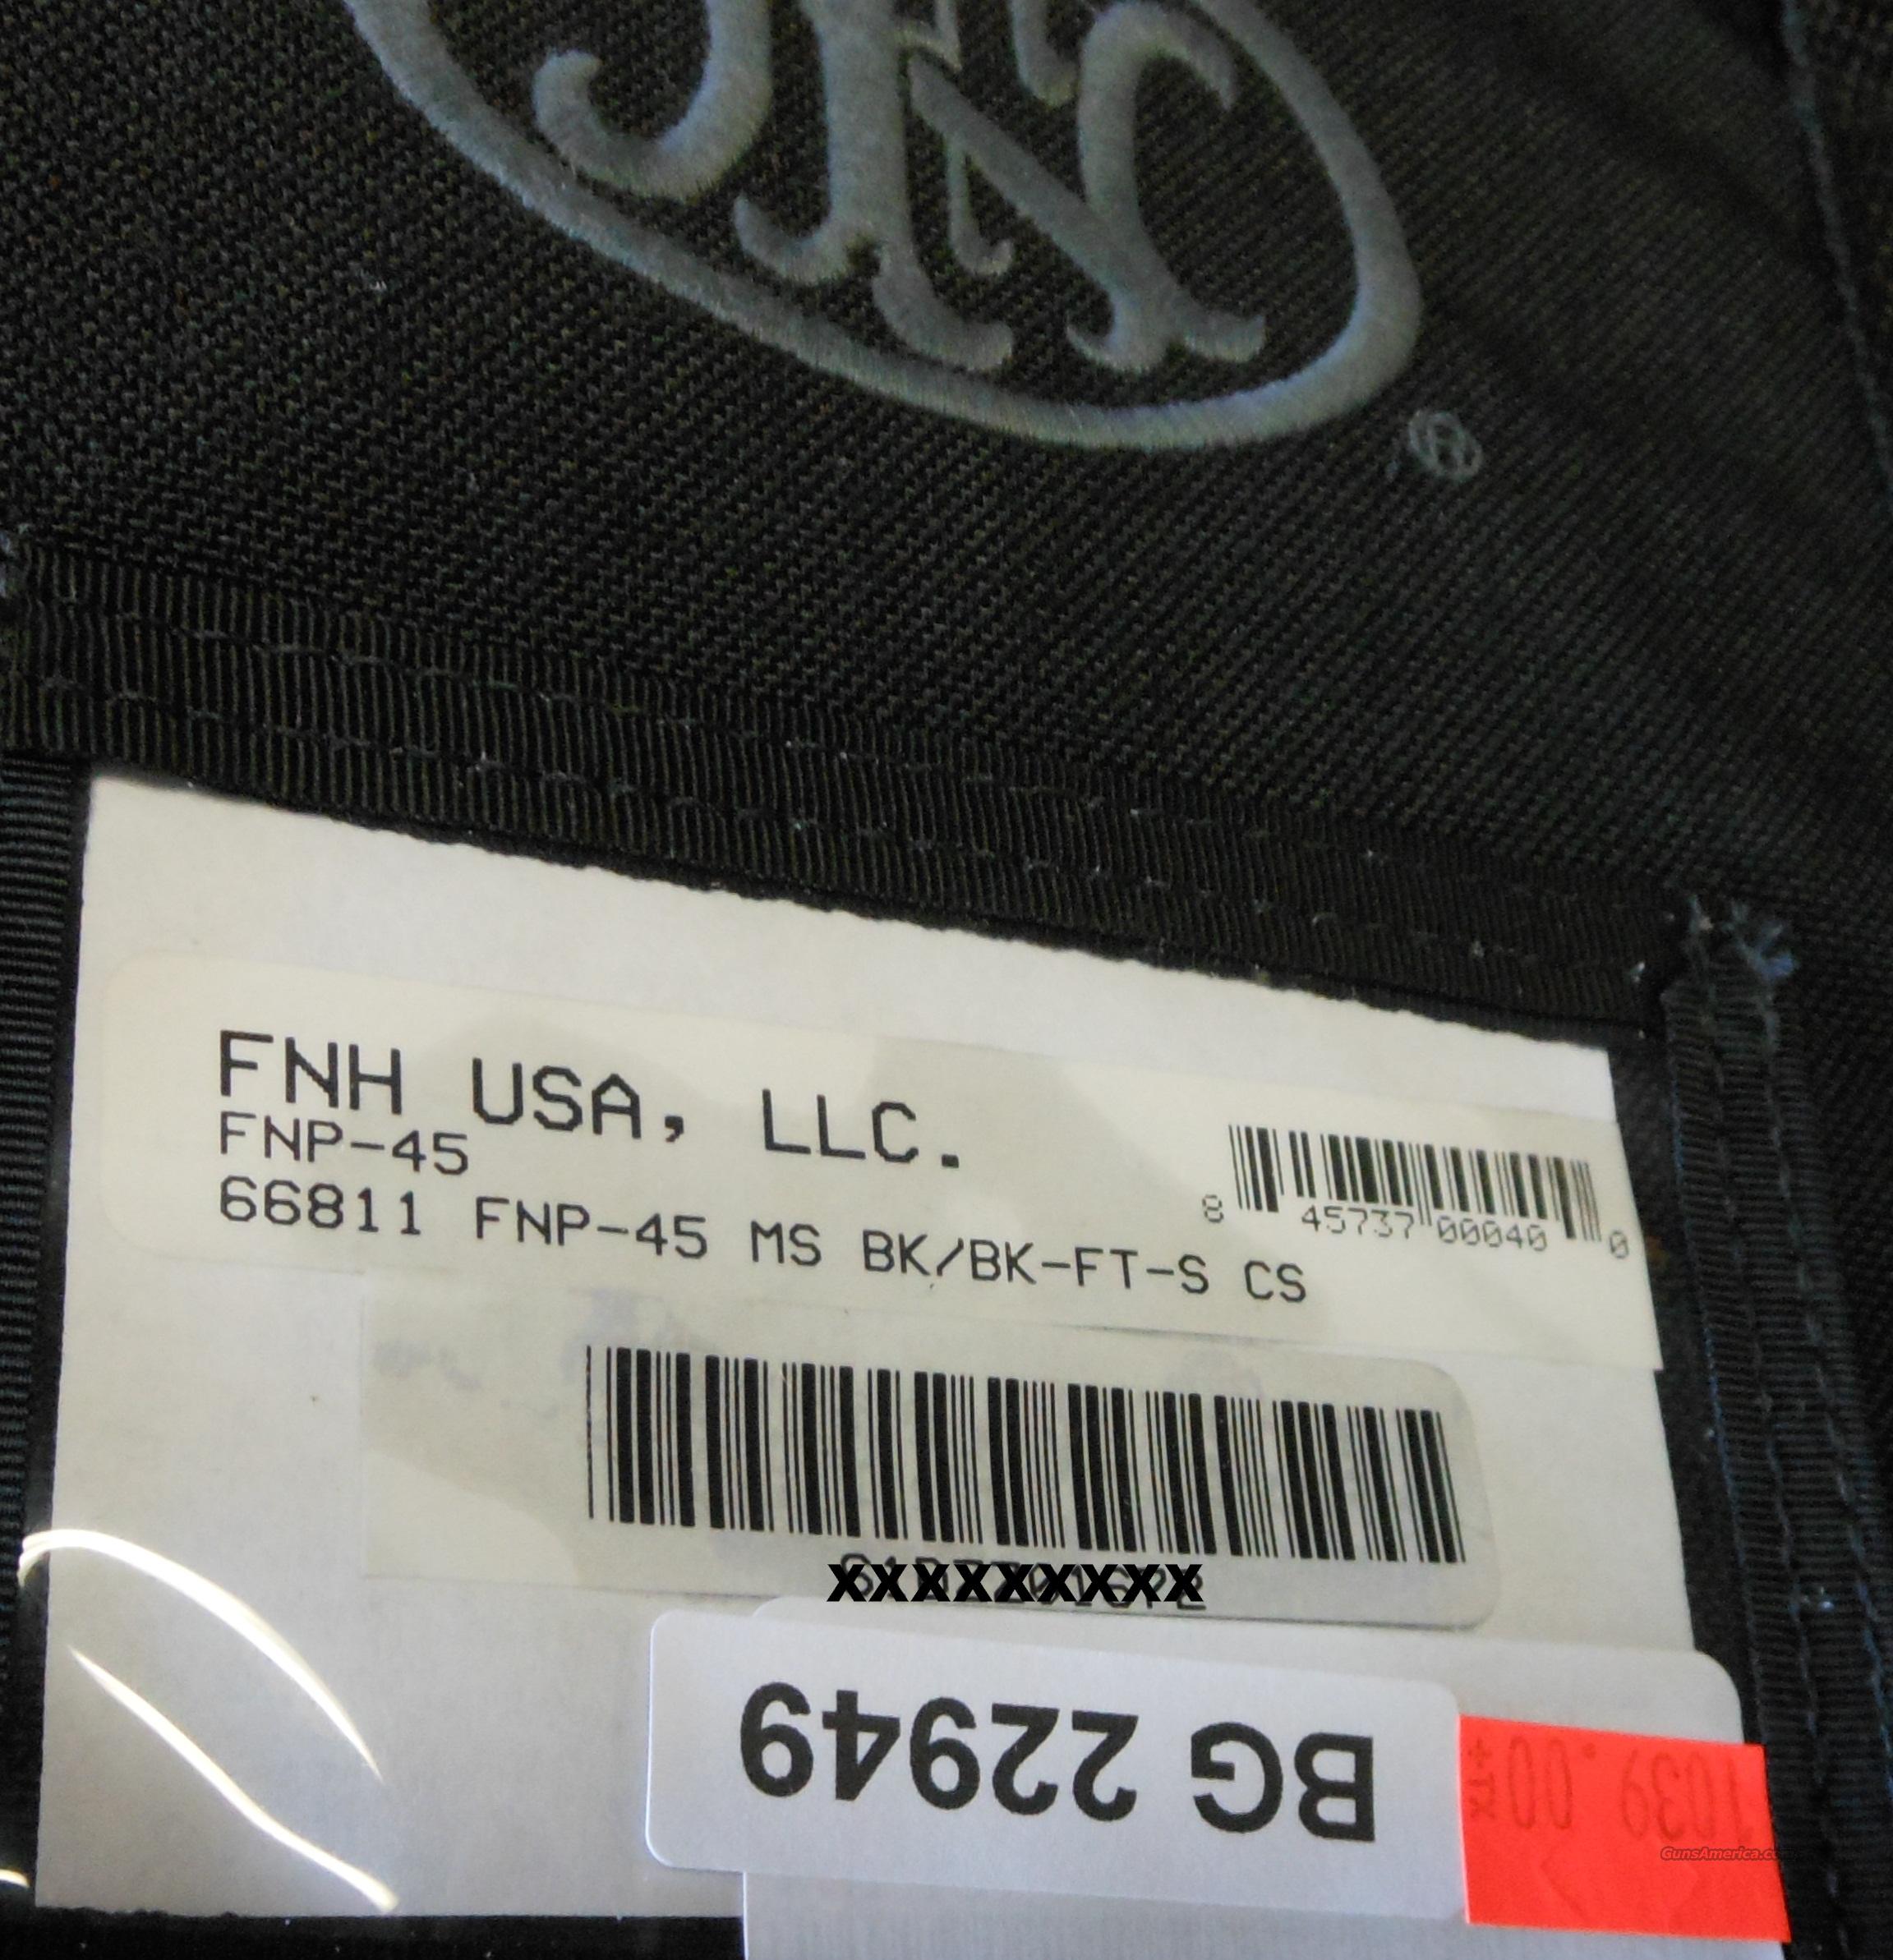 ®
FNH USA, LLC.
FNP-45
66811 FNP-45 MS BK/BK-FT-S CS
8 45737 00040 0
XXXXXXXXX
BG 22949
1039.00
+TX
GunsAmerica.com